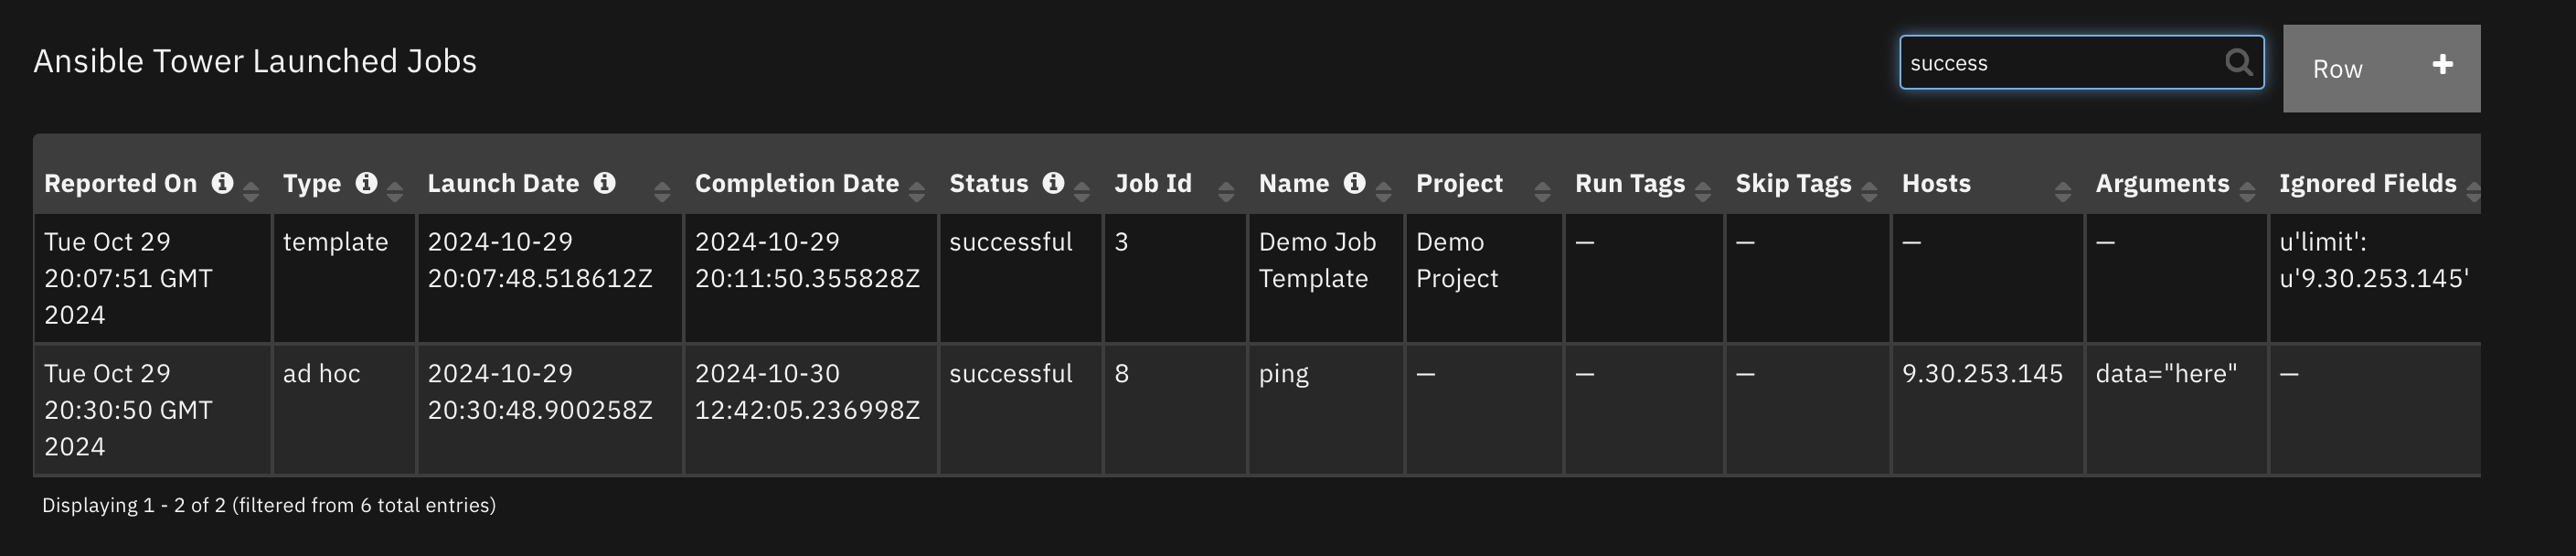 Ansible Tower Launched Jobs
success
Row
Reported On Type Launch Date Completion Date Status Job Id Name Project Run Tags Skip Tags Hosts Arguments Ignored Fields
Tue Oct 29 template 2024-10-29 2024-10-29 successful 3 Demo Job Demo — — — — u'limit':
20:07:51 GMT 20:07:48.518612Z 20:11:50.355828Z Template Project u'9.30.253.145'
2024
Tue Oct 29 ad hoc 2024-10-29 2024-10-30 successful 8 ping — — — 9.30.253.145 data="here" —
20:30:50 GMT 20:30:48.900258Z 12:42:05.236998Z
2024
Displaying 1 - 2 of 2 (filtered from 6 total entries)